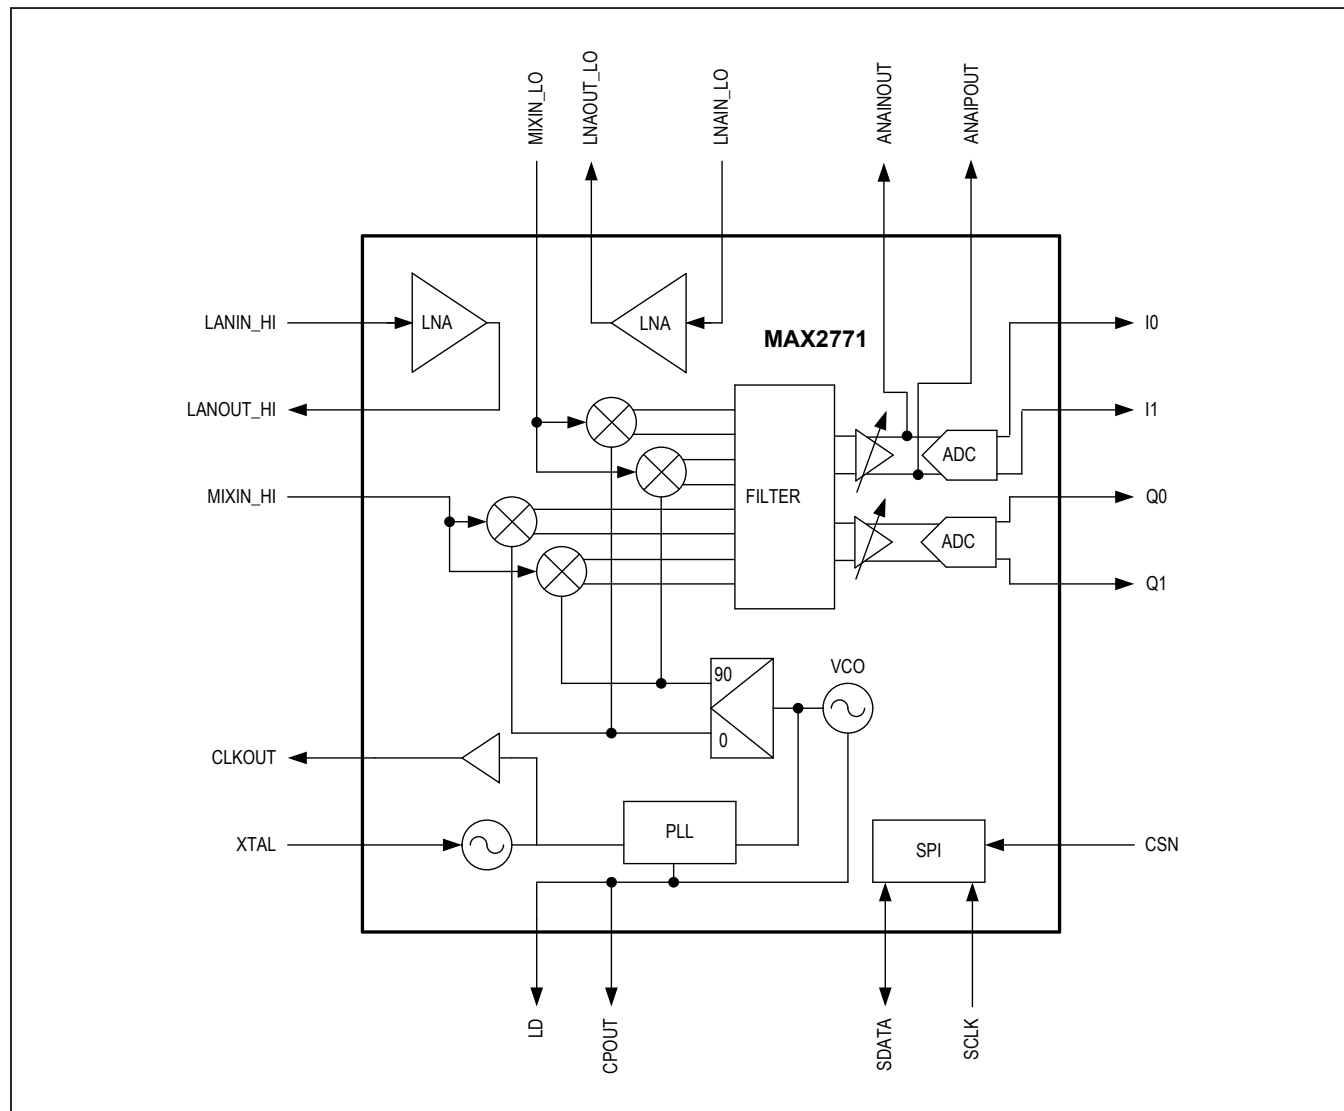 MIXIN_LO
LNAOUT_LO
LNAIN_LO
ANAINOUT
ANAIPOUT
LANIN_HI
LNA
LNA
MAX2771
I0
LANOUT_HI
I1
ADC
MIXIN_HI
FILTER
Q0
ADC
Q1
90
VCO
0
CLKOUT
PLL
XTAL
SPI
CSN
LD
CPOUT
SDATA
SCLK